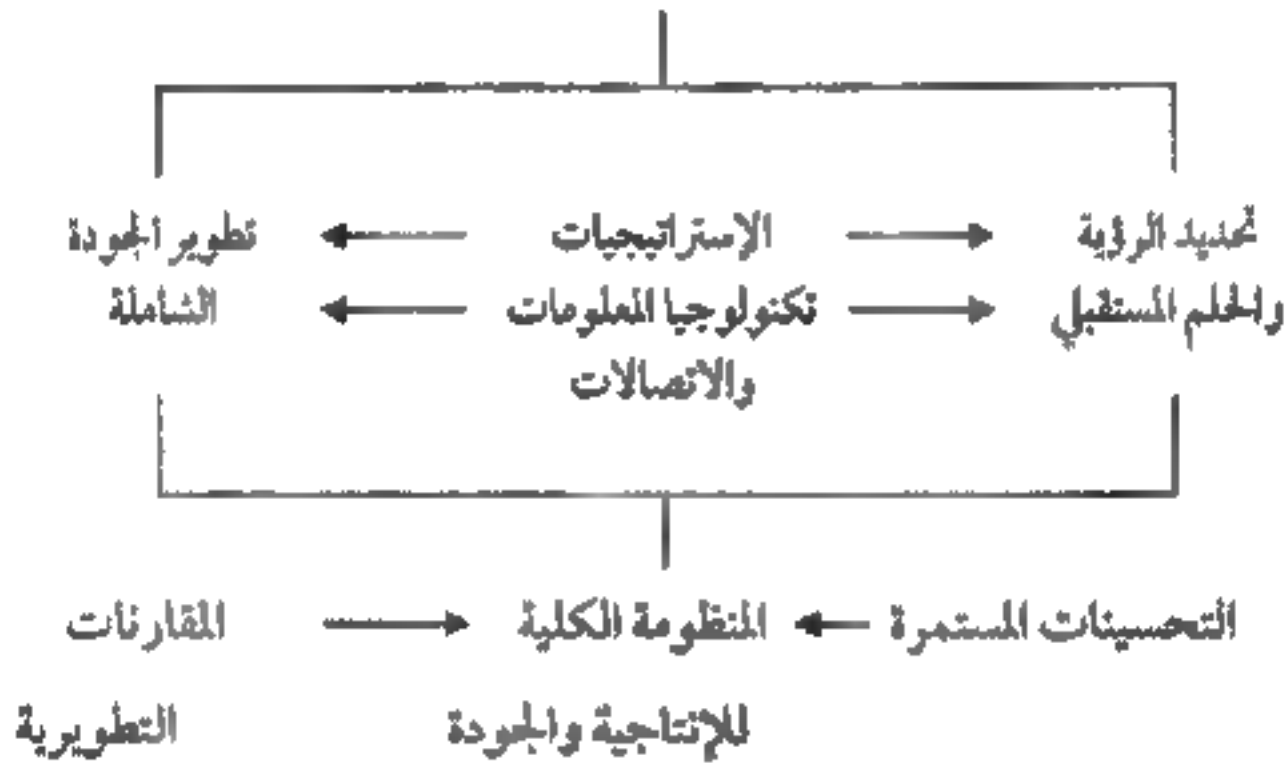 تحديد الرؤية الإستراتيجيات تطوير الجودة
والحلم المستقبلي تكنولوجيا المعلومات الشاملة
والاتصالات
التحسينات المستمرة المنظومة الكلية المقارنات
للإنتاجية والجودة التطويرية